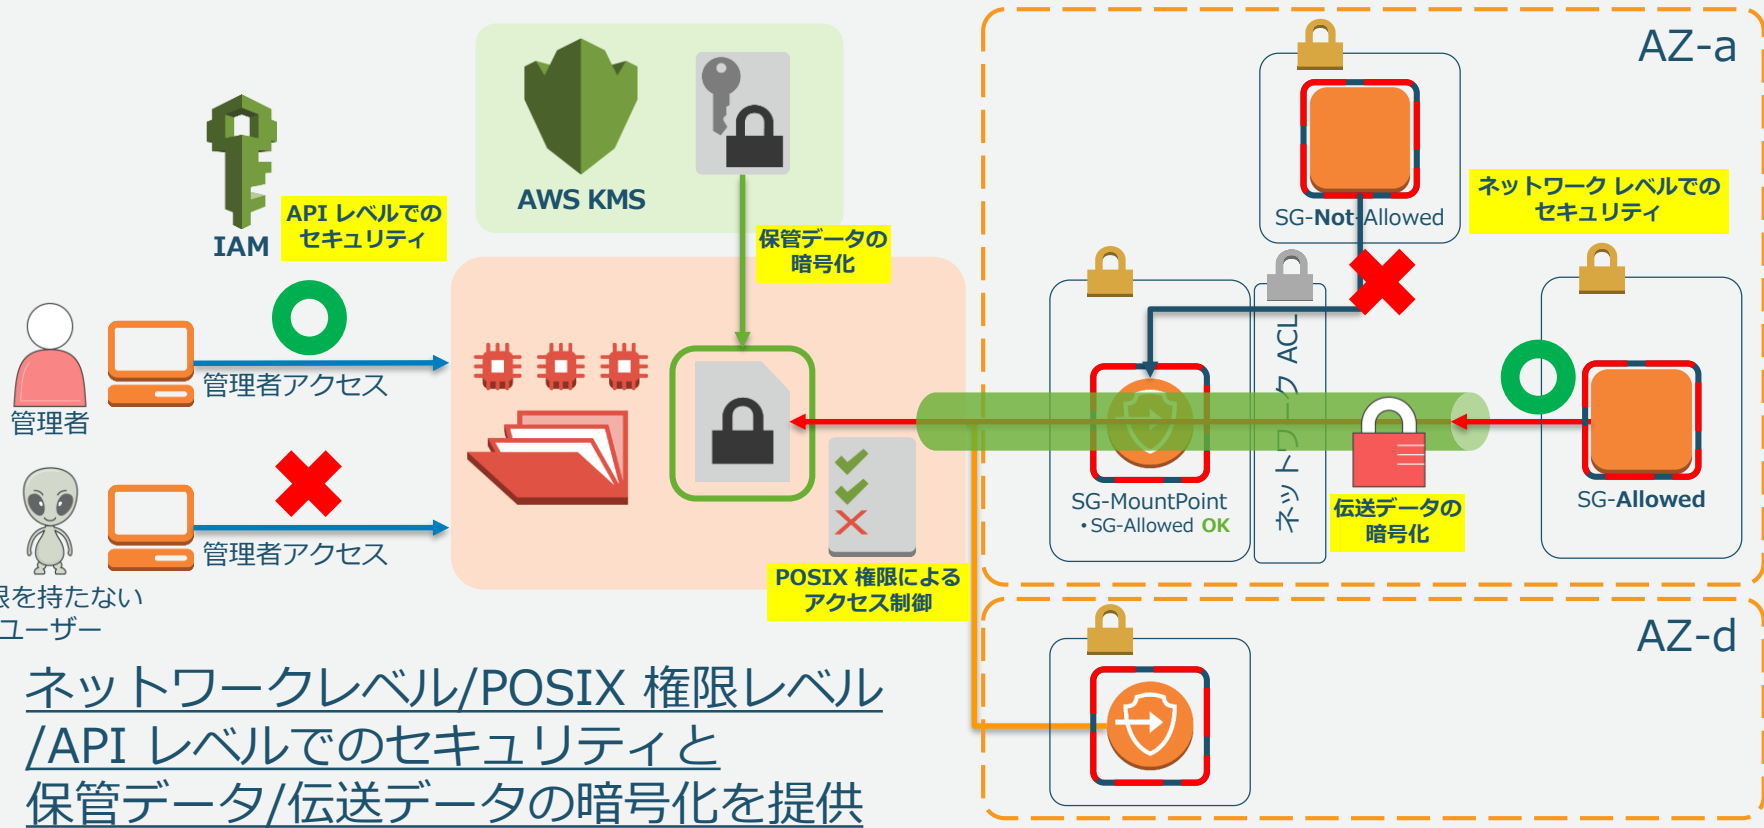 AZ-a
AWS KMS
IAM
API レベルでの
セキュリティ
保管データの
暗号化
SG-Not-Allowed
ネットワーク レベルでの
セキュリティ
管理者アクセス
管理者
管理者アクセス
限を持たない
ユーザー
ネットワーク ACL
SG-MountPoint
•SG-Allowed OK
伝送データの
暗号化
SG-Allowed
POSIX 権限による
アクセス制御
AZ-d
ネットワークレベル/POSIX 権限レベル
/API レベルでのセキュリティと
保管データ/伝送データの暗号化を提供